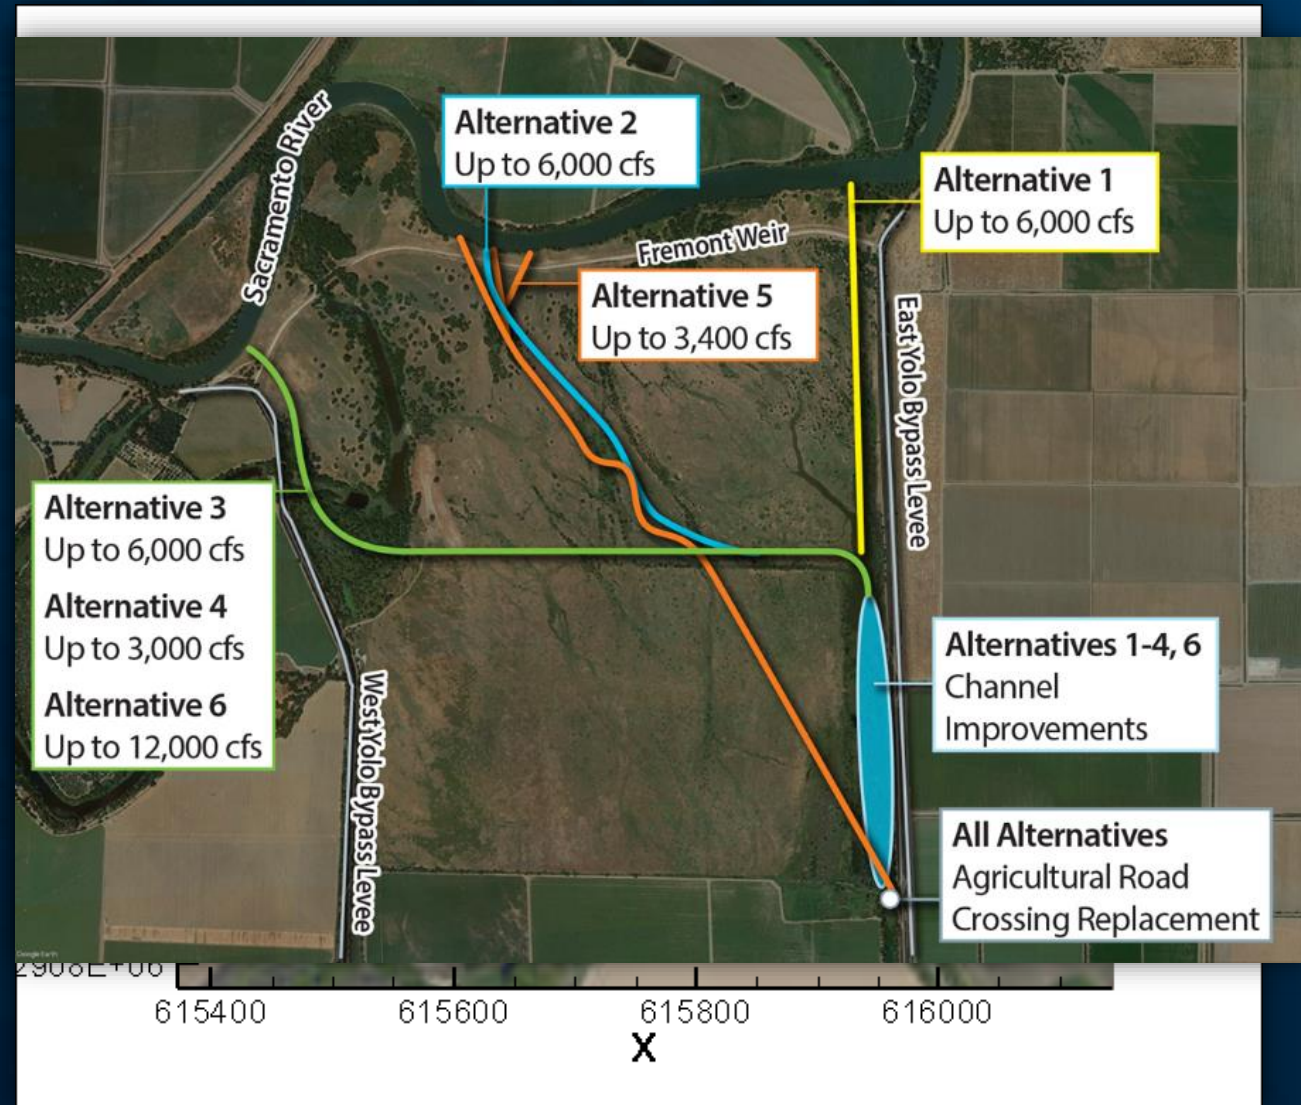 Alternative 2
Up to 6,000 cfs
Sacramento River
Alternative 1
Up to 6,000 cfs
Fremont Weir
Alternative 5
Up to 3,400 cfs
East Yolo Bypass Levee
Alternative 3
Up to 6,000 cfs
Alternative 4
Up to 3,000 cfs
Alternative 6
Up to 12,000 cfs
West Yolo Bypass Levee
Alternatives 1-4, 6
Channel
Improvements
All Alternatives
Agricultural Road
Crossing Replacement
Google Earth
615400 615600 615800 616000
X